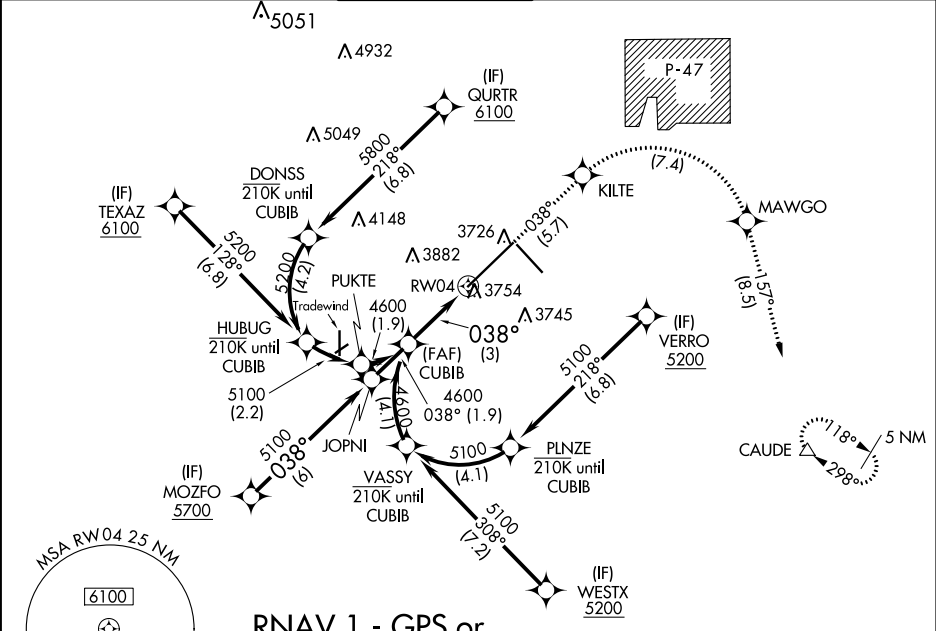 5051
4932
(IF)
QURTR
6100
P-47
5049
5800
218°
(6.8)
(7.4)
DONSS
210K until
CUBIB
KILTE
(IF)
TEXAZ
6100
4148
MAWGO
5200
128°
(6.8)
3726
038°
(5.7)
3882
5200
(4.2)
PUKTE
RW04
3754
157°
(8.5)
Tradewind
4600
(1.9)
038°
(3)
3745
HUBUG
210K until
CUBIB
(FAF)
CUBIB
(IF)
VERRO
5200
5100
(2.2)
4600
038° (1.9)
5100
218°
(6.8)
4600
(4.1)
JOPNI
5100
038°
(6)
5100
(4.1)
PLNZE
210K until
CUBIB
CAUDE
118°
298°
5 NM
(IF)
MOZFO
5700
VASSY
210K until
CUBIB
5100
308°
(7.2)
MSA RW04 25 NM
(IF)
WESTX
5200
6100
RNAV 1 - GPS or